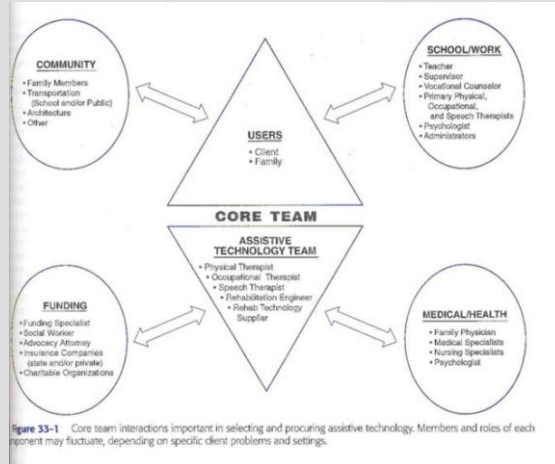 COMMUNITY
• Family Members
• Transportation
(School and/or Public)
• Architecture
• Other
SCHOOL/WORK
• Teacher
• Supervisor
• Vocational Counselor
• Primary Physical,
Occupational,
and Speech Therapists
• Psychologist
• Administrators
USERS
• Client
• Family
CORE TEAM
ASSISTIVE
TECHNOLOGY TEAM
• Physical Therapist
• Occupational Therapist
• Speech Therapist
• Rehabilitation Engineer
• Rehab Technology
Supplier
FUNDING
• Funding Specialist
• Social Worker
• Advocacy Attorney
• Insurance Companies
(state and/or private)
• Charitable Organizations
MEDICAL/HEALTH
• Family Physician
• Medical Specialists
• Nursing Specialists
• Psychologist
igure 33-1 Core team interactions important in selecting and procuring assistive technology. Members and roles of each
nponent may fluctuate, depending on specific client problems and settings.